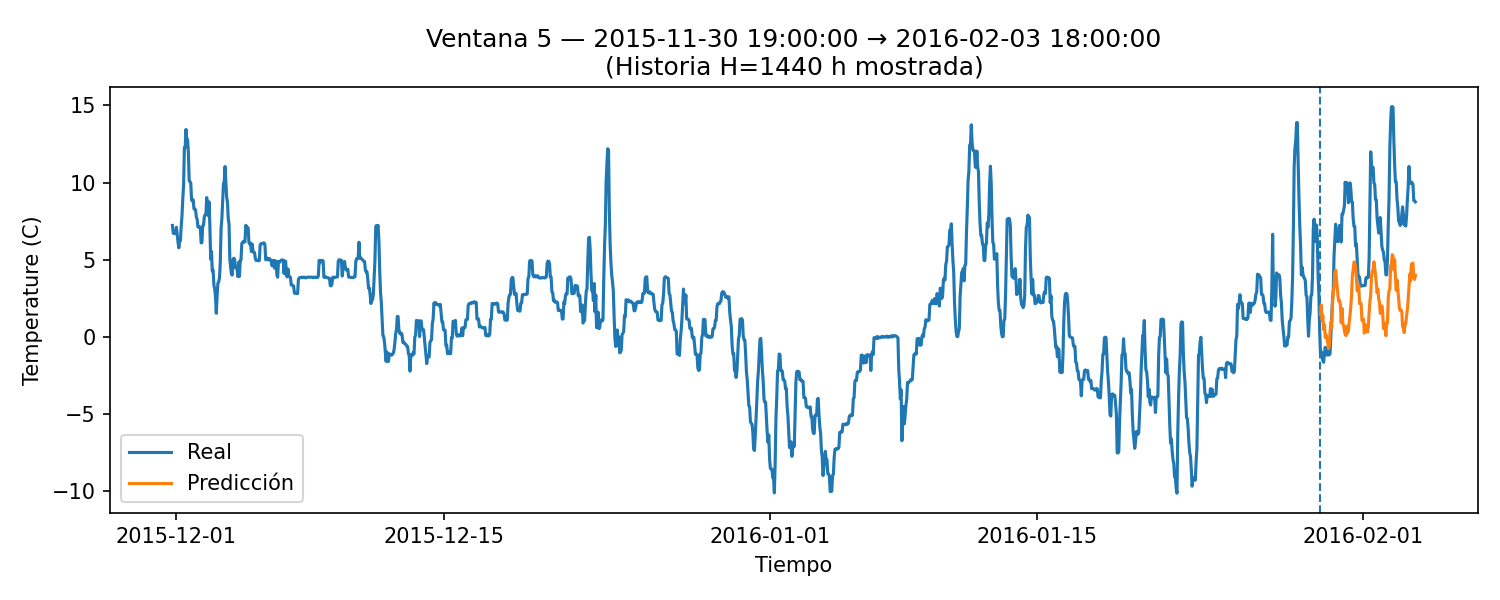 Ventana 5 — 2015-11-30 19:00:00 → 2016-02-03 18:00:00
(Historia H=1440 h mostrada)
Temperature (C)
15
10
5
0
−5
−10
Real
Predicción
2015-12-01
2015-12-15
2016-01-01
2016-01-15
2016-02-01
Tiempo